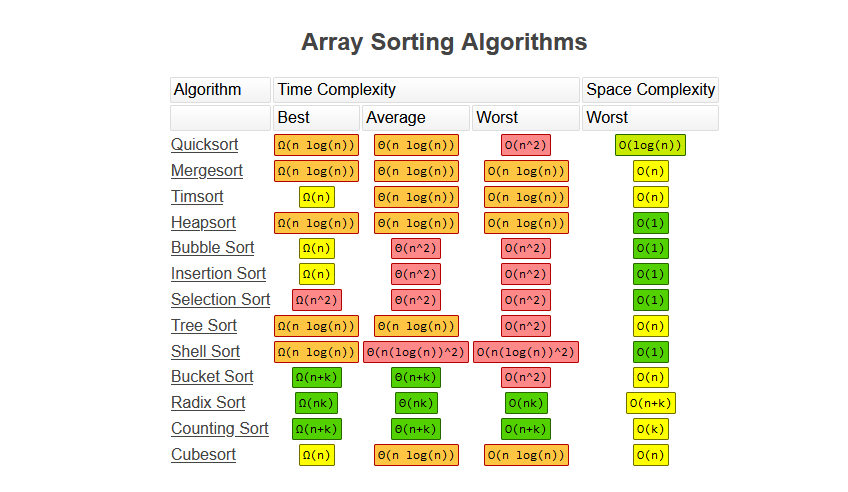 Array Sorting Algorithms
Algorithm Time Complexity Space Complexity
Best Average Worst Worst
Quicksort Ω(n log(n)) Θ(n log(n)) O(n^2) O(log(n))
Mergesort Ω(n log(n)) Θ(n log(n)) O(n log(n)) O(n)
Timsort Ω(n) Θ(n log(n)) O(n log(n)) O(n)
Heapsort Ω(n log(n)) Θ(n log(n)) O(n log(n)) O(1)
Bubble Sort Ω(n) Θ(n^2) O(n^2) O(1)
Insertion Sort Ω(n) Θ(n^2) O(n^2) O(1)
Selection Sort Ω(n^2) Θ(n^2) O(n^2) O(1)
Tree Sort Ω(n log(n)) Θ(n log(n)) O(n^2) O(n)
Shell Sort Ω(n log(n)) Θ(n(log(n))^2) O(n(log(n))^2) O(1)
Bucket Sort Ω(n+k) Θ(n+k) O(n^2) O(n)
Radix Sort Ω(nk) Θ(nk) O(nk) O(n+k)
Counting Sort Ω(n+k) Θ(n+k) O(n+k) O(k)
Cubesort Ω(n) Θ(n log(n)) O(n log(n)) O(n)